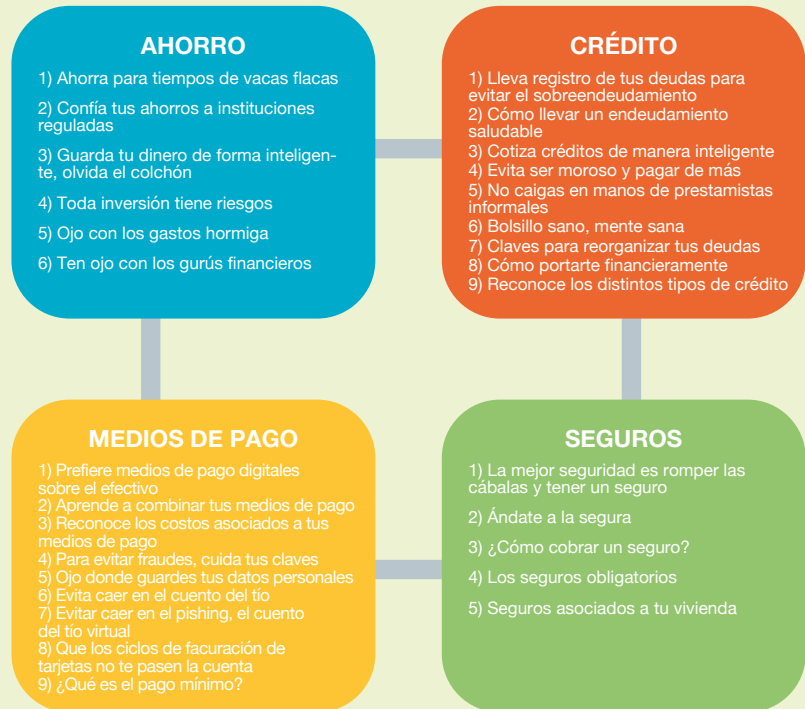 AHORRO
1) Ahorra para tiempos de vacas flacas
2) Confía tus ahorros a instituciones
reguladas
3) Guarda tu dinero de forma inteligen-
te, olvida el colchón
4) Toda inversión tiene riesgos
5) Ojo con los gastos hormiga
6) Ten ojo con los gurús financieros
CRÉDITO
1) Lleva registro de tus deudas para
evitar el sobreendeudamiento
2) Cómo llevar un endeudamiento
saludable
3) Cotiza créditos de manera inteligente
4) Evita ser moroso y pagar de más
5) No caigas en manos de prestamistas
informales
6) Bolsillo sano, mente sana
7) Claves para reorganizar tus deudas
8) Cómo portarte financieramente
9) Reconoce los distintos tipos de crédito
MEDIOS DE PAGO
1) Prefiere medios de pago digitales
sobre el efectivo
2) Aprende a combinar tus medios de pago
3) Reconoce los costos asociados a tus
medios de pago
4) Para evitar fraudes, cuida tus claves
5) Ojo donde guardes tus datos personales
6) Evita caer en el cuento del tío
7) Evitar caer en el pishing, el cuento
del tío virtual
8) Que los ciclos de facuración de
tarjetas no te pasen la cuenta
9) ¿Qué es el pago mínimo?
SEGUROS
1) La mejor seguridad es romper las
cábalas y tener un seguro
2) Ándate a la segura
3) ¿Cómo cobrar un seguro?
4) Los seguros obligatorios
5) Seguros asociados a tu vivienda